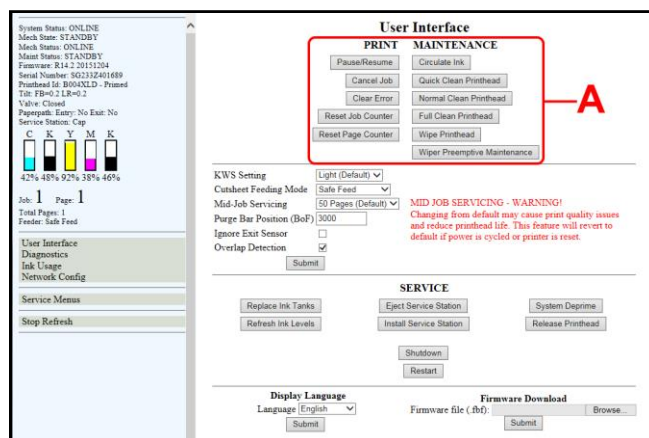 System Status: ONLINE
Mech State: STANDBY
Mech Status: ONLINE
Maint Status: STANDBY
Firmware: R14.2 20151204
Serial Number: SG233Z401689
Printhead Id: B004XLD - Primed
Tilt: FB=0.2 LR=0.2
Valve: Closed
Paperpath: Entry: No Exit: No
Service Station: Cap
C K Y M K
42% 48% 92% 38% 46%
Job: 1 Page: 1
Total Pages: 1
Feeder: Safe Feed
User Interface
Diagnostics
Ink Usage
Network Config
Service Menus
Stop Refresh
User Interface
PRINT MAINTENANCE
Pause/Resume Circulate Ink
Cancel Job Quick Clean Printhead
Clear Error Normal Clean Printhead
Reset Job Counter Full Clean Printhead
Reset Page Counter Wipe Printhead
Wiper Preemptive Maintenance
A
KWS Setting Light (Default)
Cutsheet Feeding Mode Safe Feed
Mid-Job Servicing 50 Pages (Default)
Purge Bar Position (BoF) 3000
Ignore Exit Sensor
Overlap Detection
Submit
MID JOB SERVICING - WARNING!
Changing from default may cause print quality issues
and reduce printhead life. This feature will revert to
default if power is cycled or printer is reset.
SERVICE
Replace Ink Tanks Eject Service Station System Deprime
Refresh Ink Levels Install Service Station Release Printhead
Shutdown
Restart
Display Language
Language English
Submit
Firmware Download
Firmware file (.fbf): Browse...
Submit